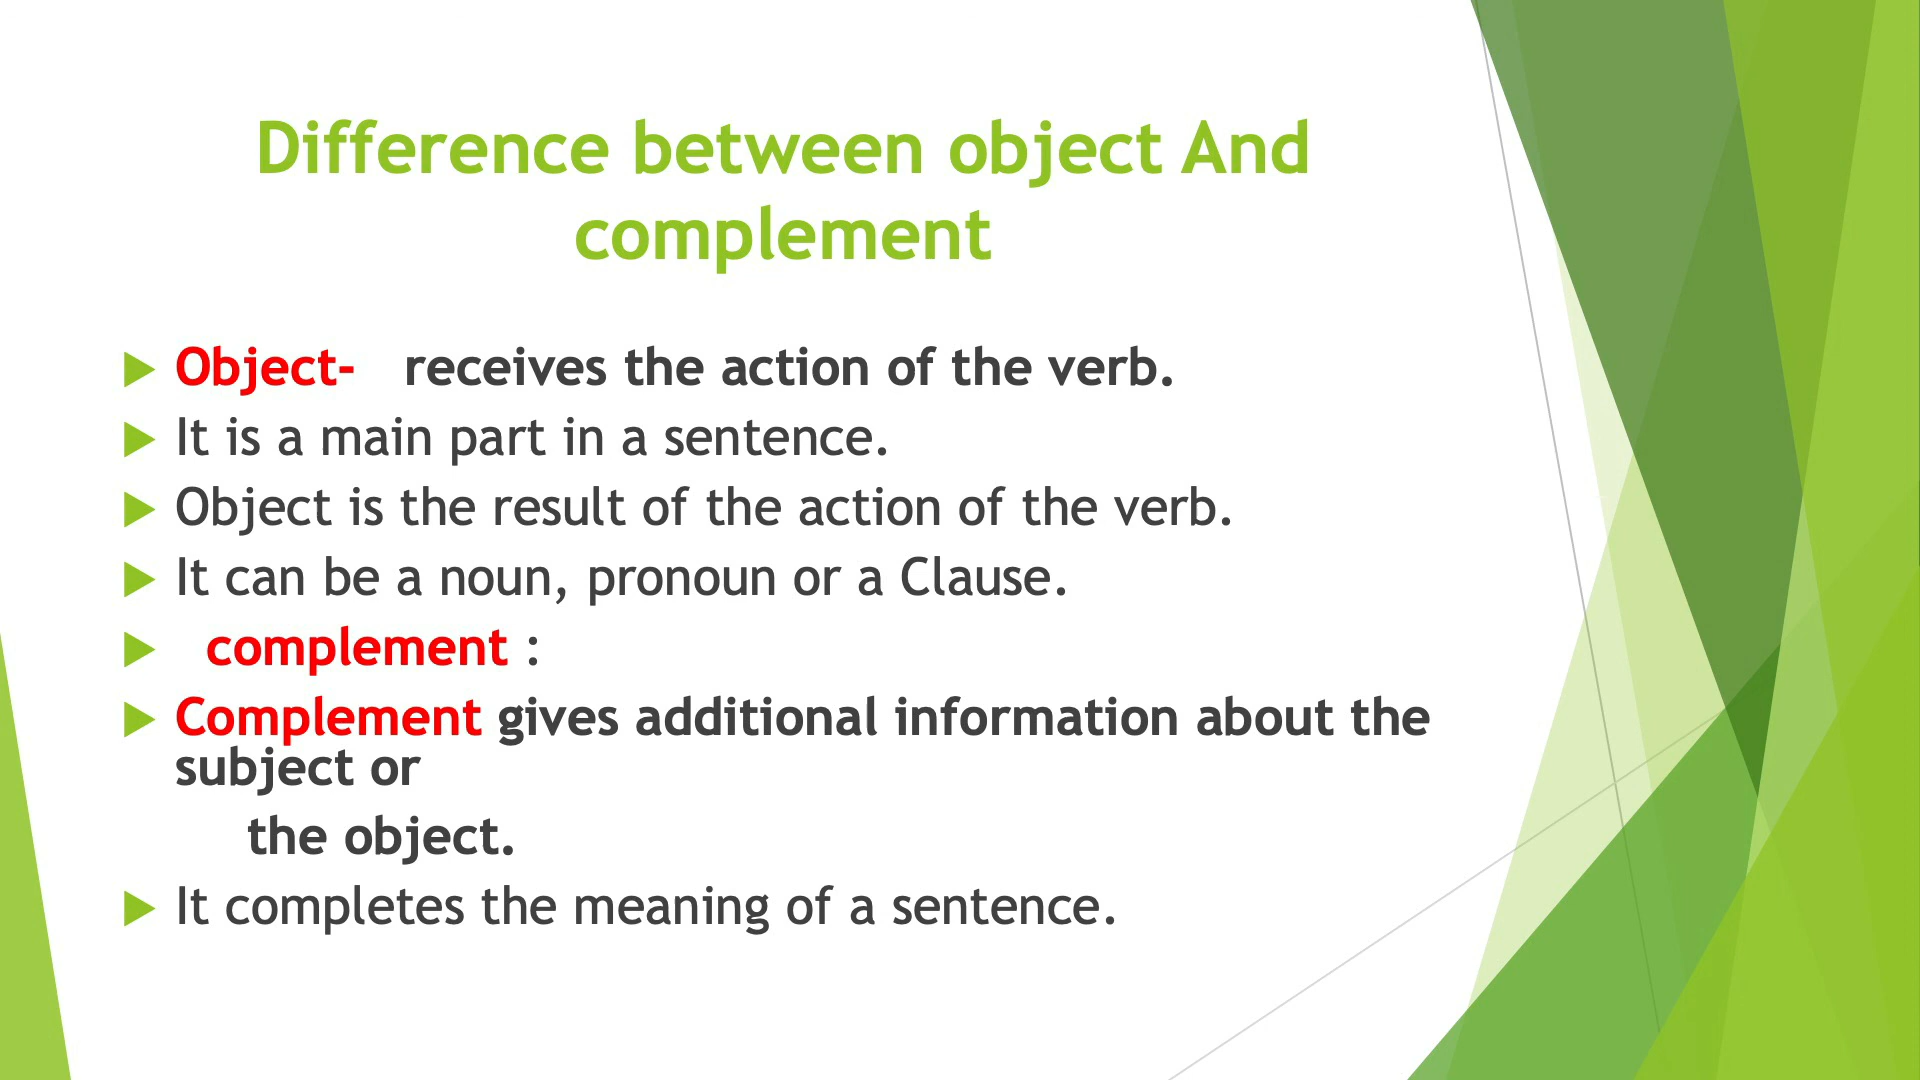 Difference between object And
complement
Object- receives the action of the verb.
It is a main part in a sentence.
Object is the result of the action of the verb.
It can be a noun, pronoun or a Clause.
complement :
Complement gives additional information about the
subject or
the object.
It completes the meaning of a sentence.